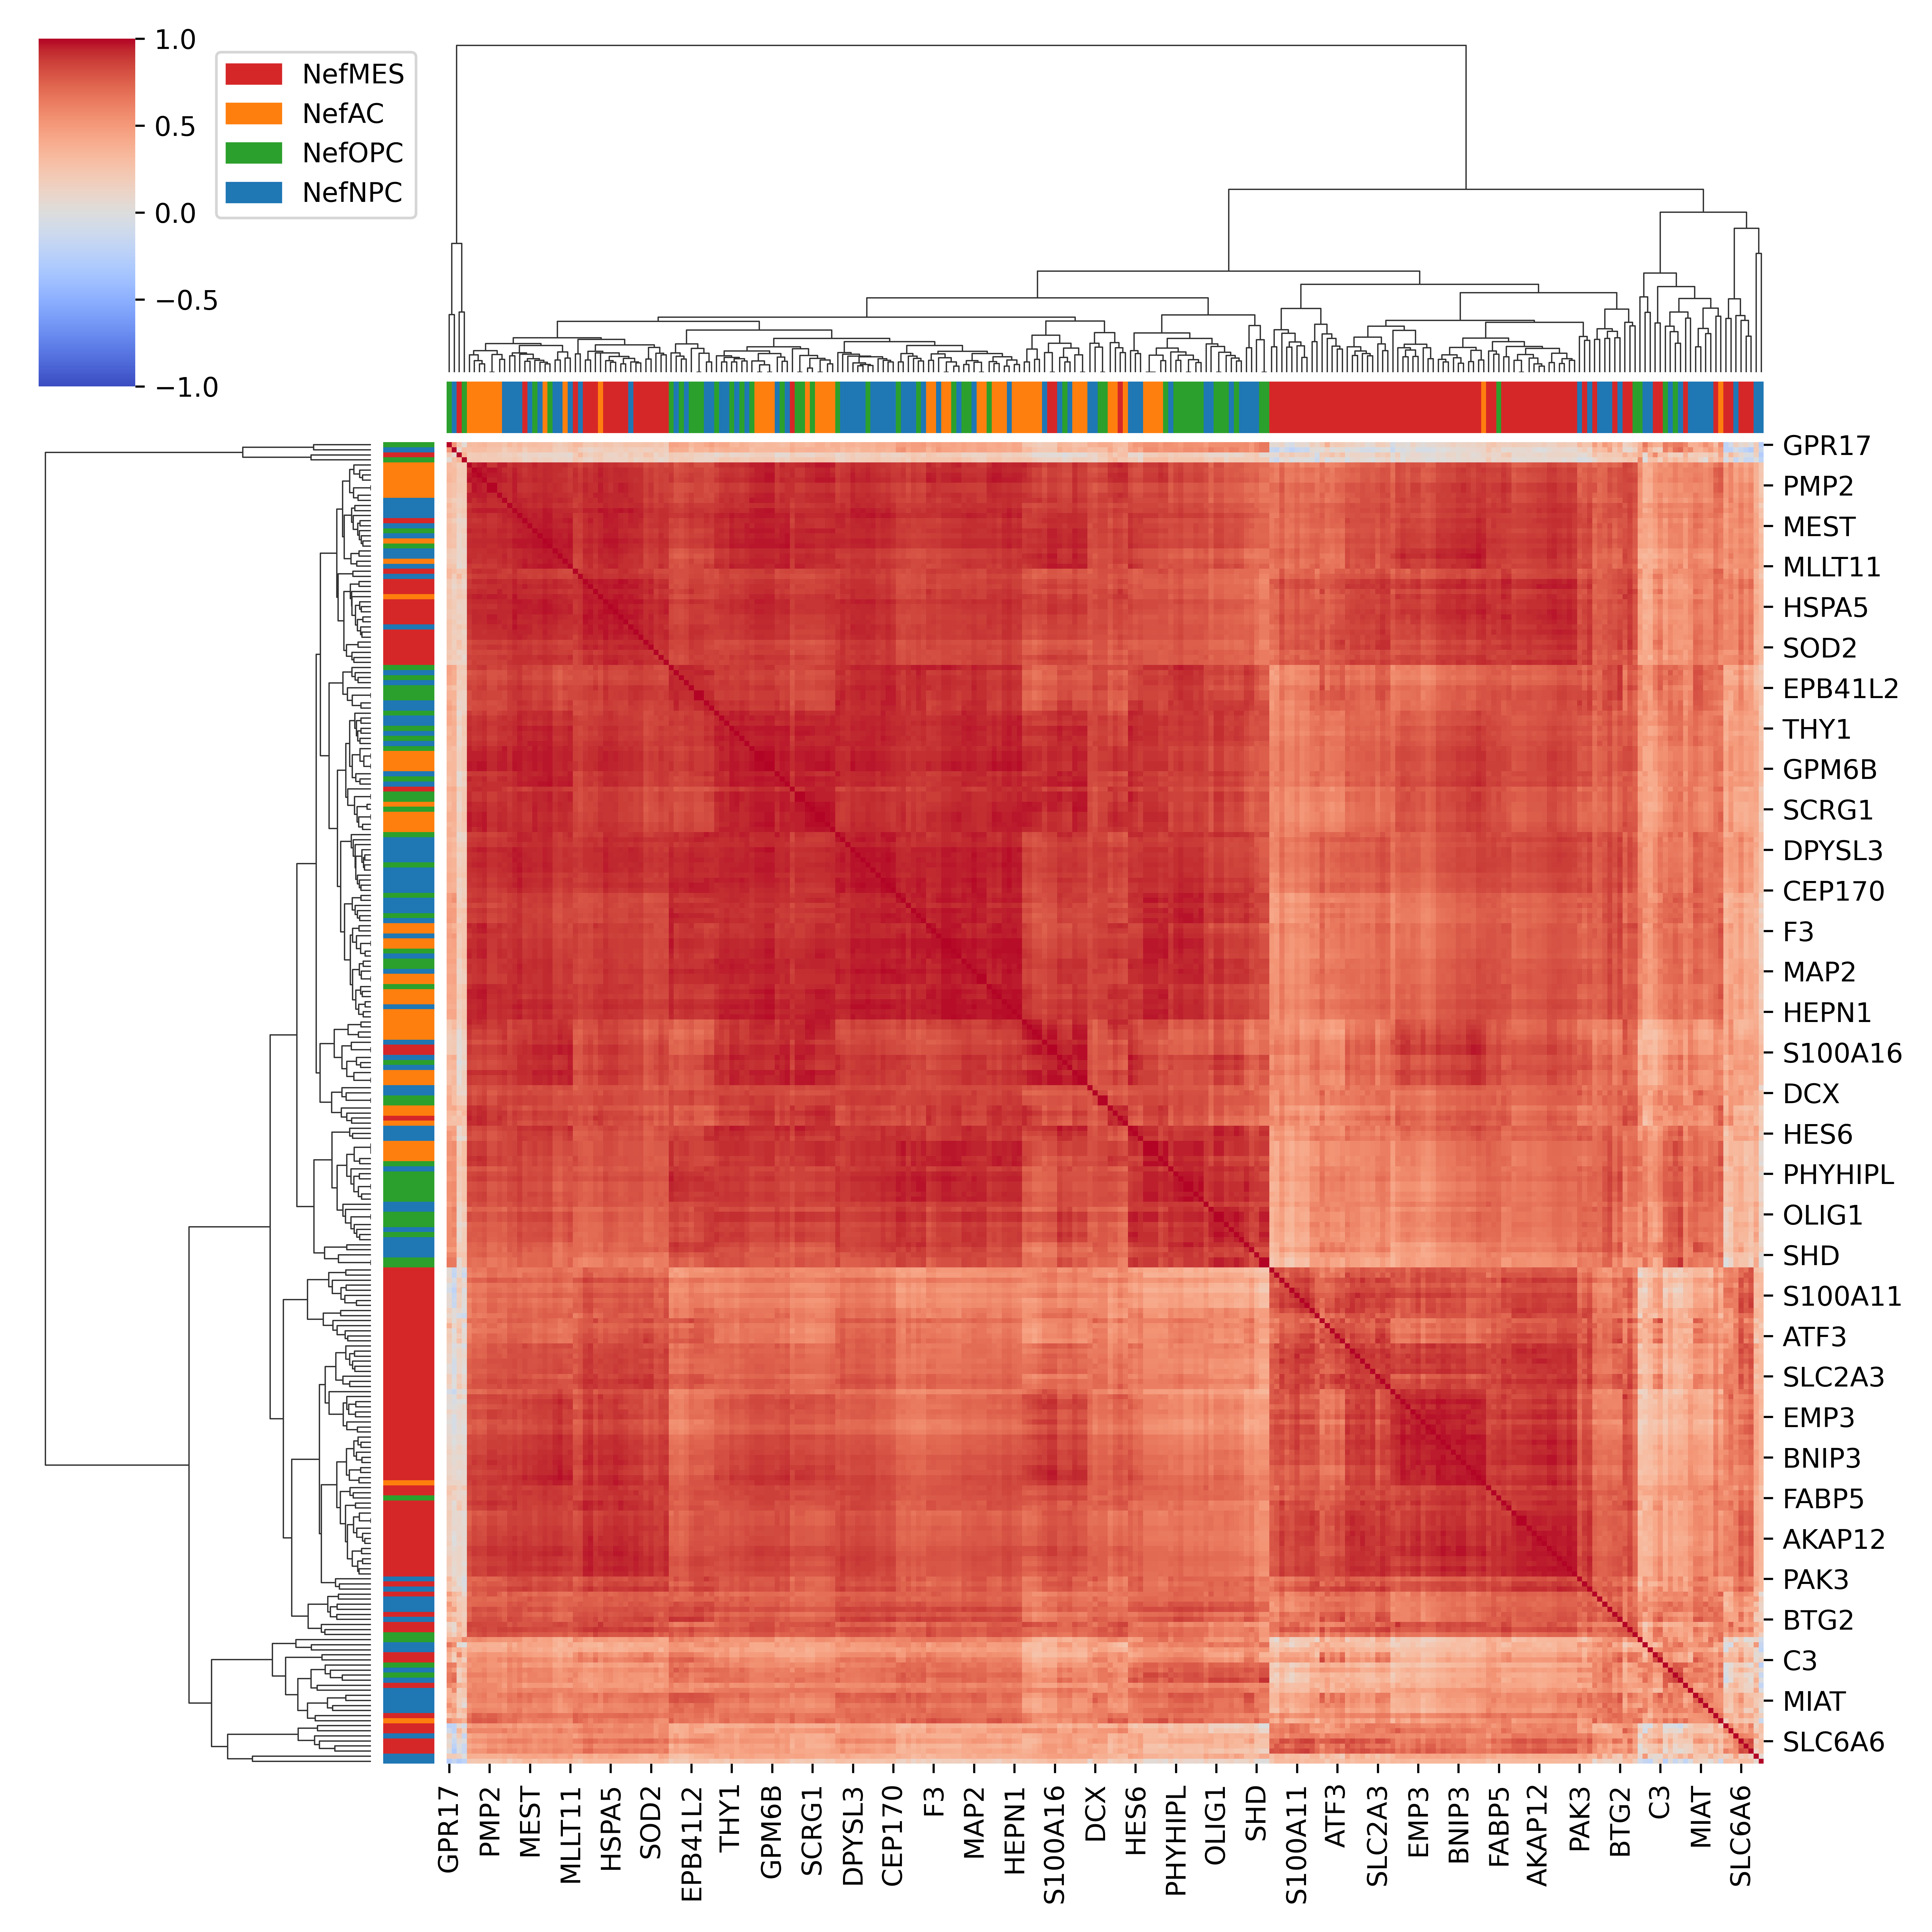 1.0
0.5
0.0
−0.5
−1.0
NefMES
NefAC
NefOPC
NefNPC
GPR17
PMP2
MEST
MLLT11
HSPA5
SOD2
EPB41L2
THY1
GPM6B
SCRG1
DPYSL3
CEP170
F3
MAP2
HEPN1
S100A16
DCX
HES6
PHYHIPL
OLIG1
SHD
S100A11
ATF3
SLC2A3
EMP3
BNIP3
FABP5
AKAP12
PAK3
BTG2
C3
MIAT
SLC6A6
GPR17
PMP2
MEST
MLLT11
HSPA5
SOD2
EPB41L2
THY1
GPM6B
SCRG1
DPYSL3
CEP170
F3
MAP2
HEPN1
S100A16
DCX
HES6
PHYHIPL
OLIG1
SHD
S100A11
ATF3
SLC2A3
EMP3
BNIP3
FABP5
AKAP12
PAK3
BTG2
C3
MIAT
SLC6A6